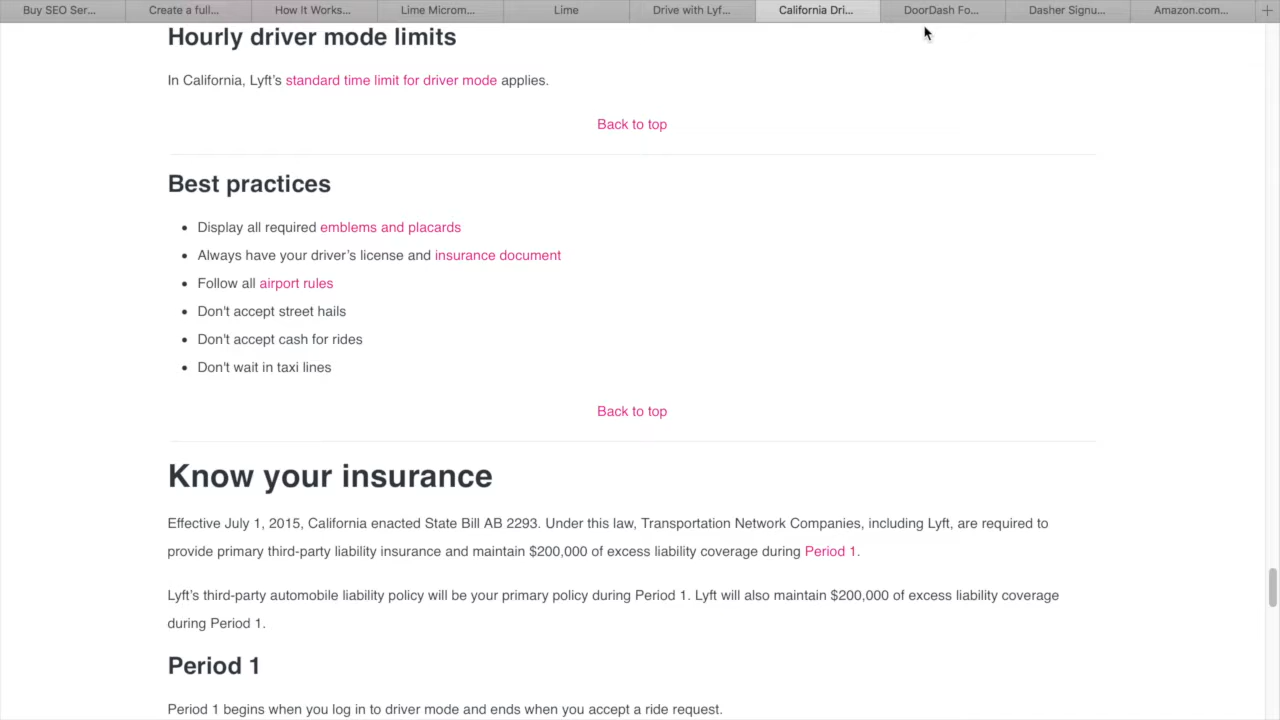 Buy SEO Ser... Create a full... How It Works... Lime Microm... Lime Drive with Lyf... California Dri... DoorDash Fo... Dasher Signu... Amazon.com... +
Hourly driver mode limits
In California, Lyft's standard time limit for driver mode applies.
Back to top
Best practices
• Display all required emblems and placards
• Always have your driver's license and insurance document
• Follow all airport rules
• Don't accept street hails
• Don't accept cash for rides
• Don't wait in taxi lines
Back to top
Know your insurance
Effective July 1, 2015, California enacted State Bill AB 2293. Under this law, Transportation Network Companies, including Lyft, are required to
provide primary third-party liability insurance and maintain $200,000 of excess liability coverage during Period 1.
Lyft's third-party automobile liability policy will be your primary policy during Period 1. Lyft will also maintain $200,000 of excess liability coverage
during Period 1.
Period 1
Period 1 begins when you log in to driver mode and ends when you accept a ride request.